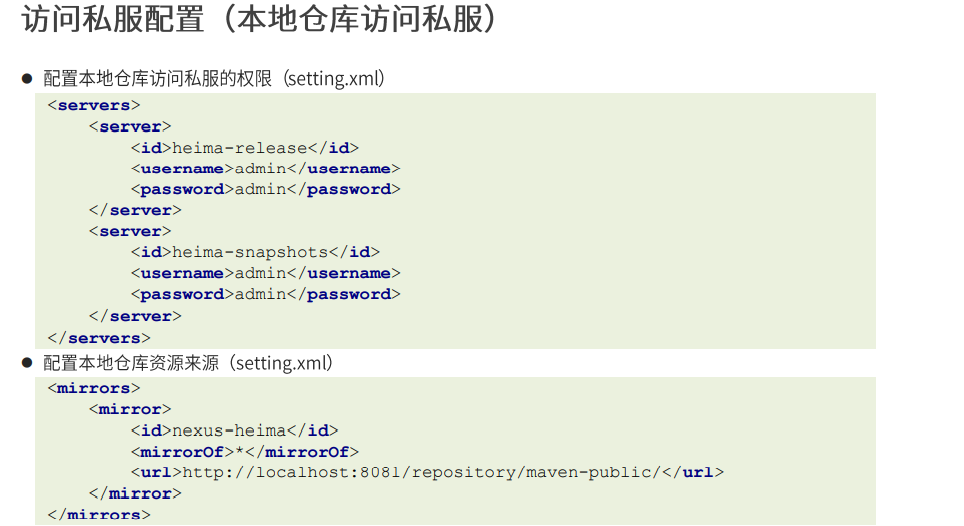 访问私服配置（本地仓库访问私服）
● 配置本地仓库访问私服的权限（setting.xml）
<servers>
    <server>
        <id>heima-release</id>
        <username>admin</username>
        <password>admin</password>
    </server>
    <server>
        <id>heima-snapshots</id>
        <username>admin</username>
        <password>admin</password>
    </server>
</servers>
● 配置本地仓库资源来源（setting.xml）
<mirrors>
    <mirror>
        <id>nexus-heima</id>
        <mirrorOf>*</mirrorOf>
        <url>http://localhost:8081/repository/maven-public/</url>
    </mirror>
</mirrors>